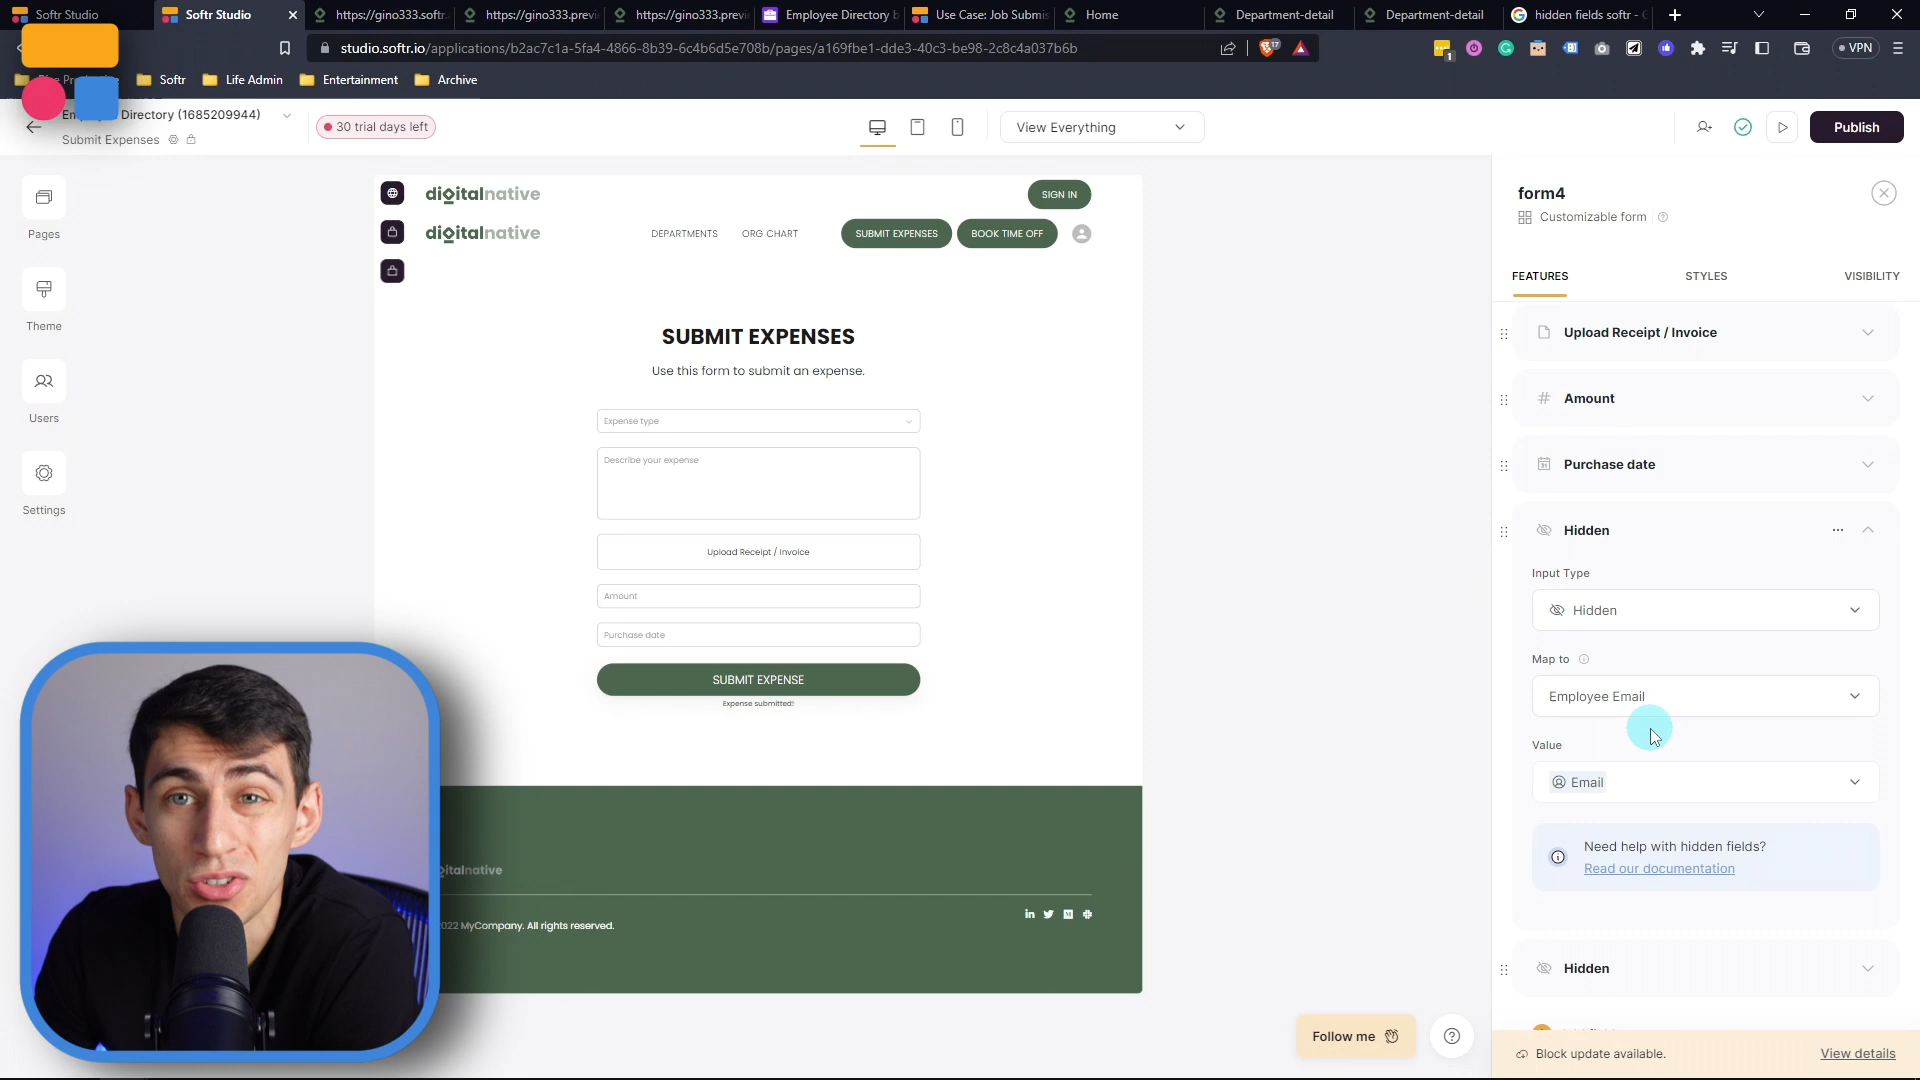 Softr Studio
Softr Studio
https://gino333.softr.
https://gino333.previ
https://gino333.previ
Employee Directory b
Use Case: Job Submis
Home
Department-detail
Department-detail
hidden fields softr -
studio.softr.io/applications/b2ac7c1a-5fa4-4866-8b39-6c4b6d5e708b/pages/a169fbe1-dde3-40c3-be98-2c8c4a037b6b
17
1
VPN
Softr
Life Admin
Entertainment
Archive
Directory (1685209944)
Submit Expenses
30 trial days left
View Everything
Publish
Pages
Theme
Users
Settings
digitalnative
SIGN IN
digitalnative
DEPARTMENTS
ORG CHART
SUBMIT EXPENSES
BOOK TIME OFF
SUBMIT EXPENSES
Use this form to submit an expense.
Expense type
Describe your expense
Upload Receipt / Invoice
Amount
Purchase date
SUBMIT EXPENSE
Expense submitted!
gitalnative
2022 MyCompany. All rights reserved.
form4
Customizable form
FEATURES
STYLES
VISIBILITY
Upload Receipt / Invoice
Amount
Purchase date
Hidden
Input Type
Hidden
Map to
Employee Email
Value
Email
Need help with hidden fields?
Read our documentation
Hidden
Follow me
Block update available.
View details